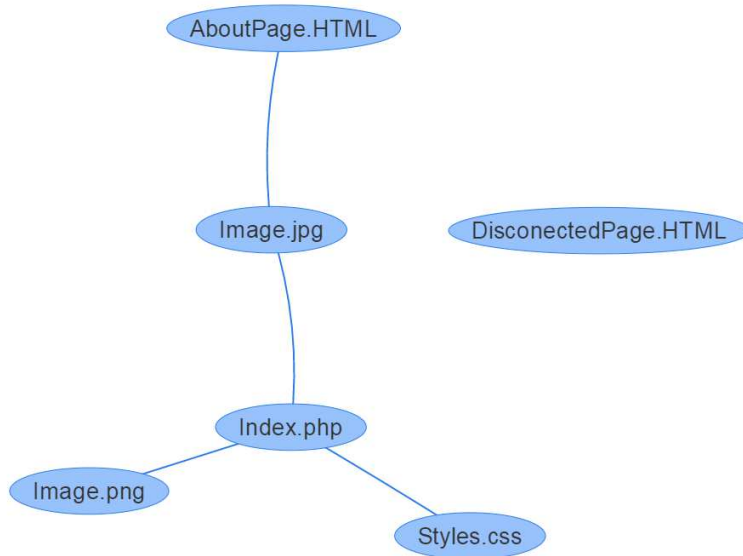 AboutPage.HTML
Image.jpg
DisconectedPage.HTML
Index.php
Image.png
Styles.css